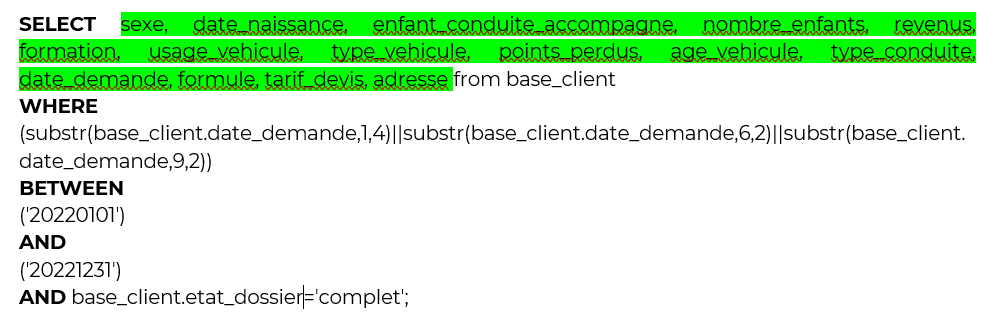 SELECT sexe, date_naissance, enfant_conduite_accompagne, nombre_enfants, revenus,
formation, usage_vehicule, type_vehicule, points_perdus, age_vehicule, type_conduite,
date_demande, formule, tarif_devis, adresse from base_client
WHERE
(substr(base_client.date_demande,1,4)||substr(base_client.date_demande,6,2)||substr(base_client.
date_demande,9,2))
BETWEEN
('20220101')
AND
('20221231')
AND base_client.etat_dossier='complet';